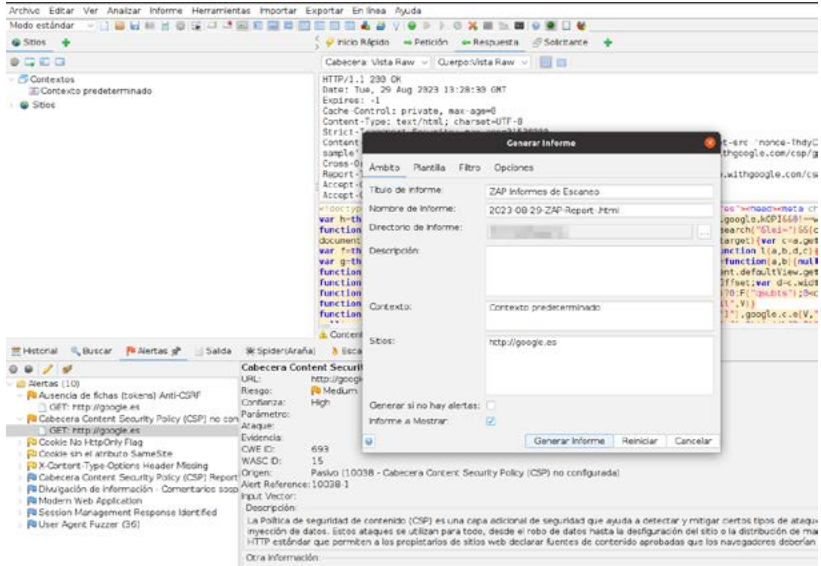 Archivo Editar Ver Analizar Informe Herramientas Importar Exportar En línea Ayuda
Modo estándar
Sitios
Inicio Rápido Petición Respuesta Solicitante
Cabecera: Vista Raw Cuerpo:Vista Raw
Contextos
Contexto predeterminado
Sitios
HTTP/1.1 200 OK
Date: Tue, 29 Aug 2023 13:28:30 GMT
Expires: -1
Cache-Control: private, max-age=0
Content-Type: text/html; charset=UTF-8
Generar Informe
Ámbito Plantilla Filtro Opciones
Título de Informe: ZAP Informes de Escaneo
Nombre de Informe: 2023-08-29-ZAP-Report-.html
Directorio de Informe:
Descripción:
Contexto: Contexto predeterminado
Sitios: http://google.es
Generar si no hay alertas:
Informe a Mostrar:
Generar Informe Reiniciar Cancelar
Historial Buscar Alertas Salida Spider(Araña)
Alertas (10)
Ausencia de fichas (tokens) Anti-CSRF
GET: http://google.es
Cabecera Content Security Policy (CSP) no con
GET: http://google.es
Cookie No HttpOnly Flag
Cookie sin el atributo SameSite
X-Content-Type-Options Header Missing
Cabecera Content Security Policy (CSP) Report
Divulgación de información - Comentarios sosp
Modern Web Application
Session Management Response Identified
User Agent Fuzzer (36)
Cabecera Content Securit
URL: http://googl
Riesgo: Medium
Confianza: High
Parámetro:
Ataque:
Evidencia:
CWE ID: 693
WASC ID: 15
Origen: Pasivo (10038 - Cabecera Content Security Policy (CSP) no configurada)
Alert Reference: 10038-1
Input Vector:
Descripción:
La Política de seguridad de contenido (CSP) es una capa adicional de seguridad que ayuda a detectar y mitigar ciertos tipos de ataqu
inyección de datos. Estos ataques se utilizan para todo, desde el robo de datos hasta la desfiguración del sitio o la distribución de ma
HTTP estándar que permiten a los propietarios de sitios web declarar fuentes de contenido aprobadas que los navegadores deberían
Otra información: